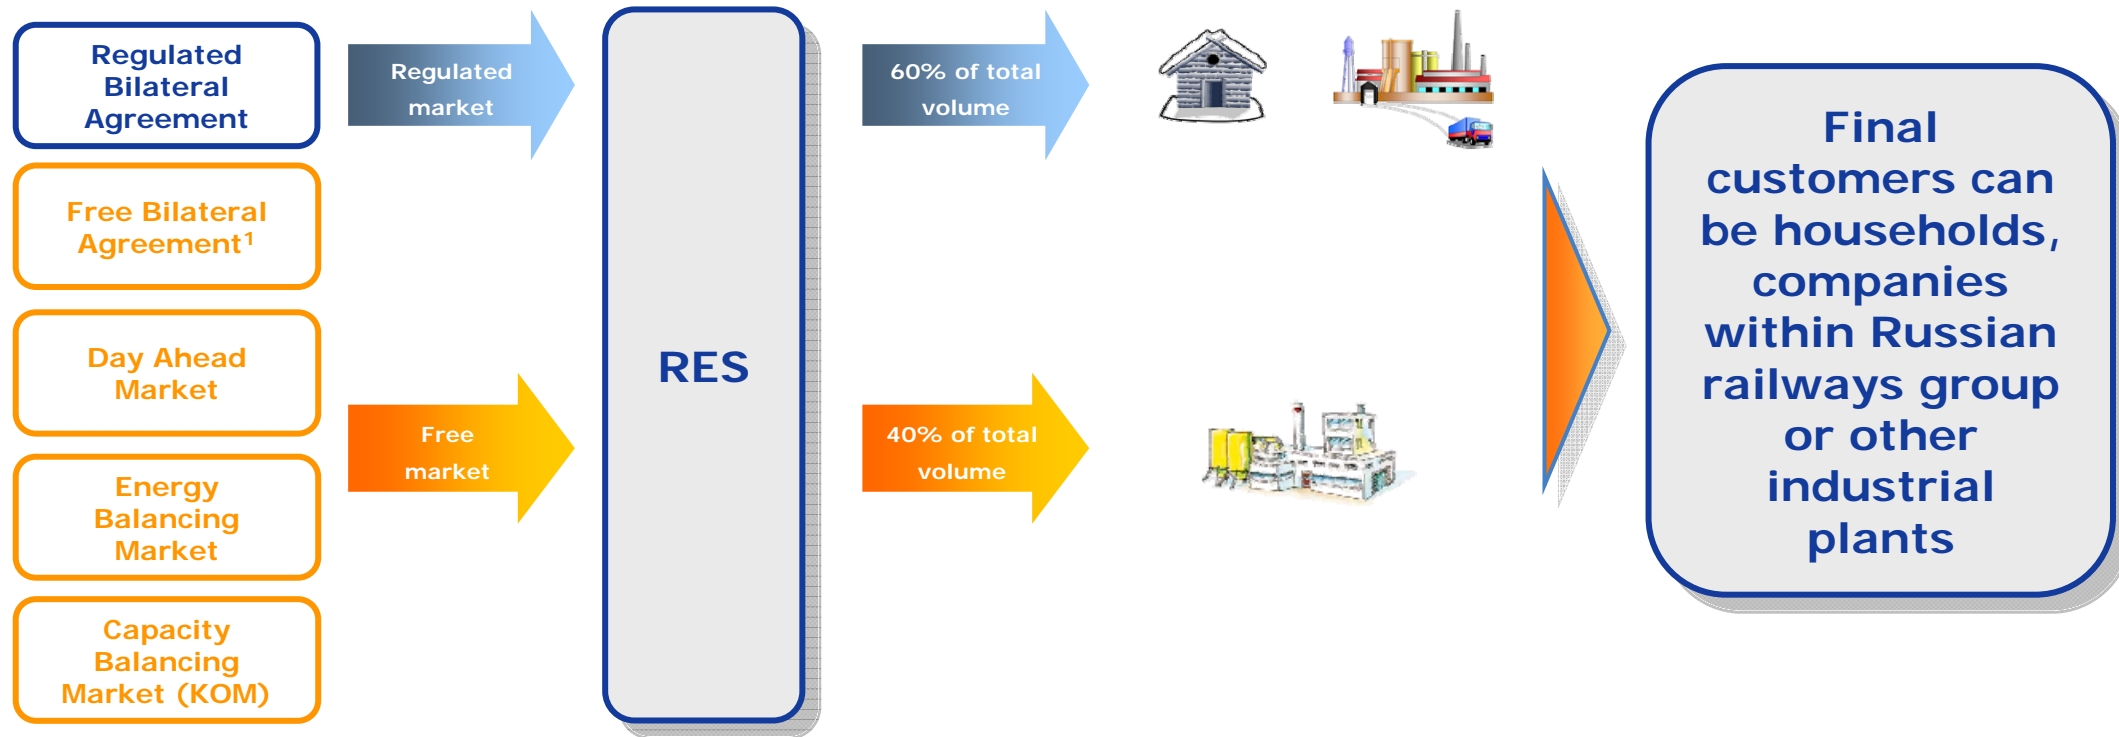 Regulated
Bilateral
Agreement
Free Bilateral
Agreement¹
Day Ahead
Market
Energy
Balancing
Market
Capacity
Balancing
Market (KOM)
Regulated
market
Free
market
RES
60% of total
volume
40% of total
volume
Final
customers can
be households,
companies
within Russian
railways group
or other
industrial
plants